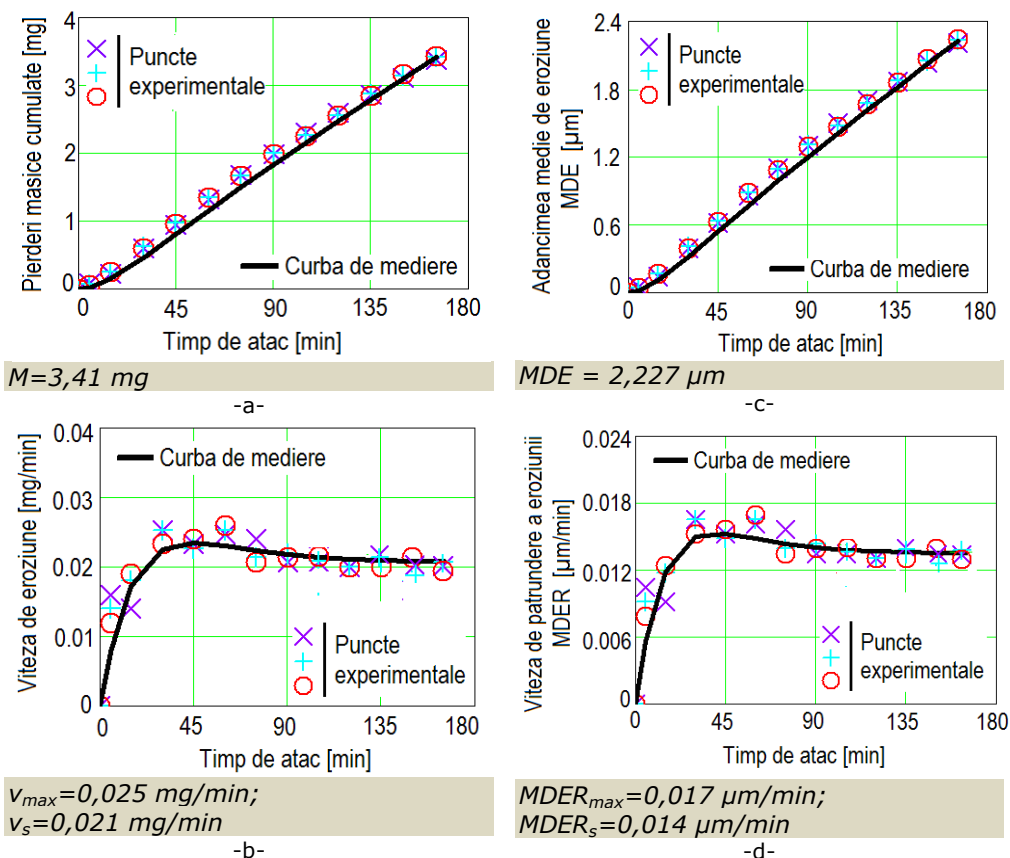 Pierderi masice cumulate [mg]
4
3
2
1
0
Puncte
experimentale
Curba de mediere
0 45 90 135 180
Timp de atac [min]
M=3,41 mg
-a-
Adancimea medie de eroziune
MDE [µm]
2.4
1.8
1.2
0.6
0
Puncte
experimentale
Curba de mediere
0 45 90 135 180
Timp de atac [min]
MDE = 2,227 µm
-c-
Viteza de eroziune [mg/min]
0.04
0.03
0.02
0.01
0
Curba de mediere
Puncte
experimentale
0 45 90 135 180
Timp de atac [min]
vmax=0,025 mg/min;
vs=0,021 mg/min
-b-
Viteza de patrundere a eroziunii
MDER [µm/min]
0.024
0.018
0.012
0.006
0
Curba de mediere
Puncte
experimentale
0 45 90 135 180
Timp de atac [min]
MDERmax=0,017 µm/min;
MDERs=0,014 µm/min
-d-